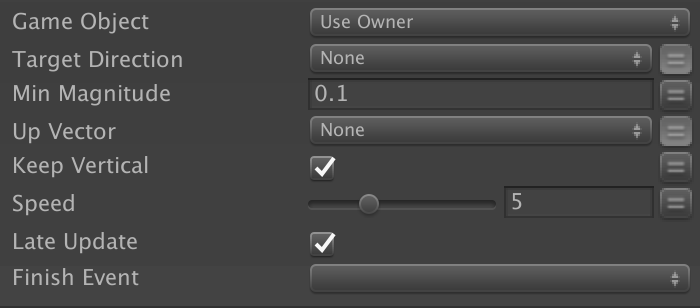 Game Object Use Owner
Target Direction None
Min Magnitude 0.1
Up Vector None
Keep Vertical
Speed 5
Late Update
Finish Event